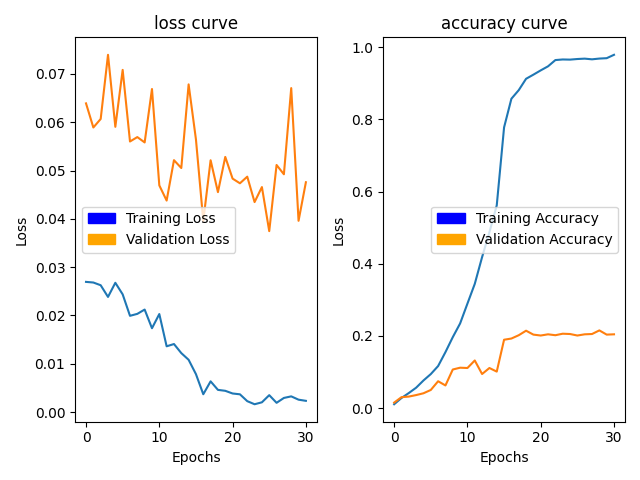 loss curve
0.07
0.06
0.05
0.04
0.03
0.02
0.01
0.00
Loss
Training Loss
Validation Loss
0
10
20
30
Epochs
accuracy curve
1.0
0.8
0.6
0.4
0.2
0.0
Loss
Training Accuracy
Validation Accuracy
0
10
20
30
Epochs